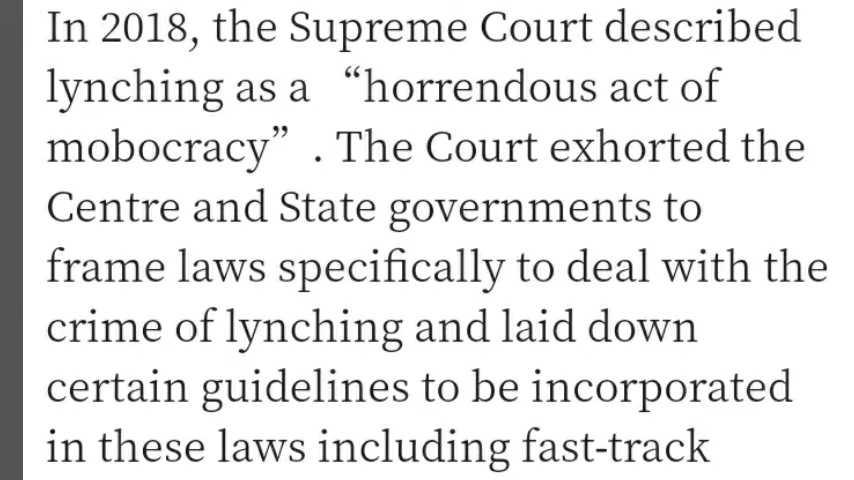 In 2018, the Supreme Court described
lynching as a “horrendous act of
mobocracy” . The Court exhorted the
Centre and State governments to
frame laws specifically to deal with the
crime of lynching and laid down
certain guidelines to be incorporated
in these laws including fast-track